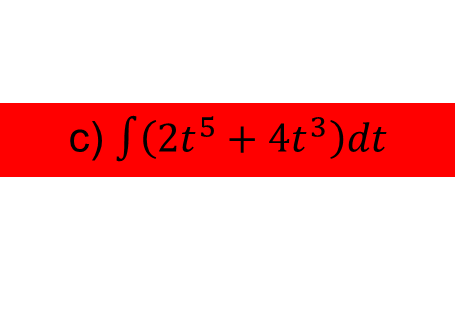 c) ∫(2t⁵ + 4t³)dt